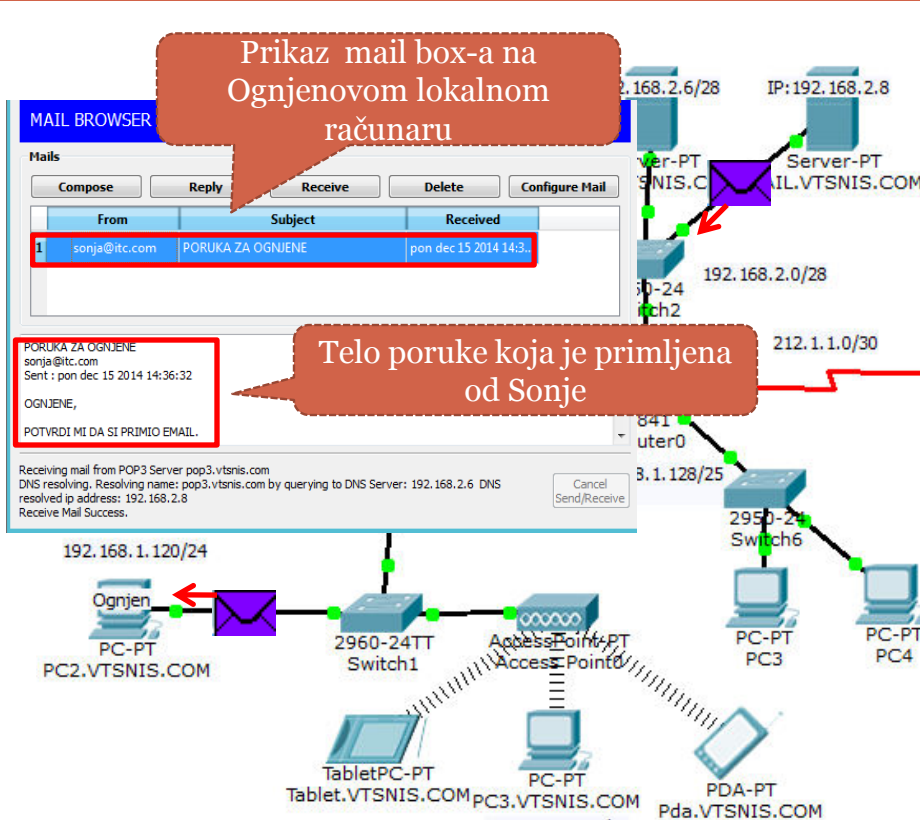 Prikaz mail box-a na
Ognjenovom lokalnom
računaru
.168.2.6/28
IP:192.168.2.8
MAIL BROWSER
Mails
Compose
Reply
Receive
Delete
Configure Mail
From
Subject
Received
1
sonja@itc.com
PORUKA ZA OGNJENE
pon dec 15 2014 14:3..
Server-PT
192.168.2.0/28
Telo poruke koja je primljena
od Sonje
212.1.1.0/30
PORUKA ZA OGNJENE
sonja@itc.com
Sent : pon dec 15 2014 14:36:32
OGNJENE,
POTVRDI MI DA SI PRIMIO EMAIL.
Receiving mail from POP3 Server pop3.vtsnis.com
DNS resolving. Resolving name: pop3.vtsnis.com by querying to DNS Server: 192.168.2.6 DNS
resolved ip address: 192.168.2.8
Receive Mail Success.
Cancel
Send/Receive
.1.128/25
2950-24
Switch6
192.168.1.120/24
Ognjen
PC-PT
PC2.VTSNIS.COM
2960-24TT
Switch1
AccessPoint-PT
Access Point0
PC-PT
PC3
PC-PT
PC4
TabletPC-PT
Tablet.VTSNIS.COM
PC-PT
PC3.VTSNIS.COM
PDA-PT
Pda.VTSNIS.COM